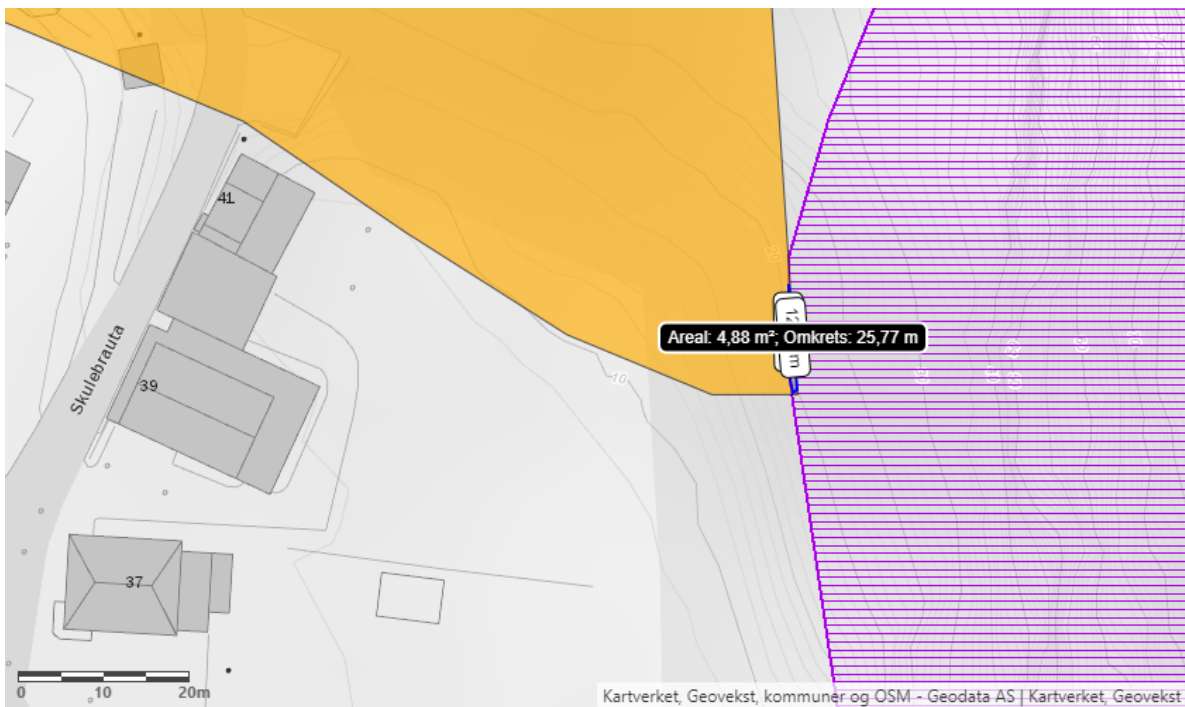 41
Skulebrauta
39
Areal: 4,88 m²; Omkrets: 25,77 m
10
37
0 10 20m
Kartverket, Geovekst, kommuner og OSM - Geodata AS | Kartverket, Geovekst